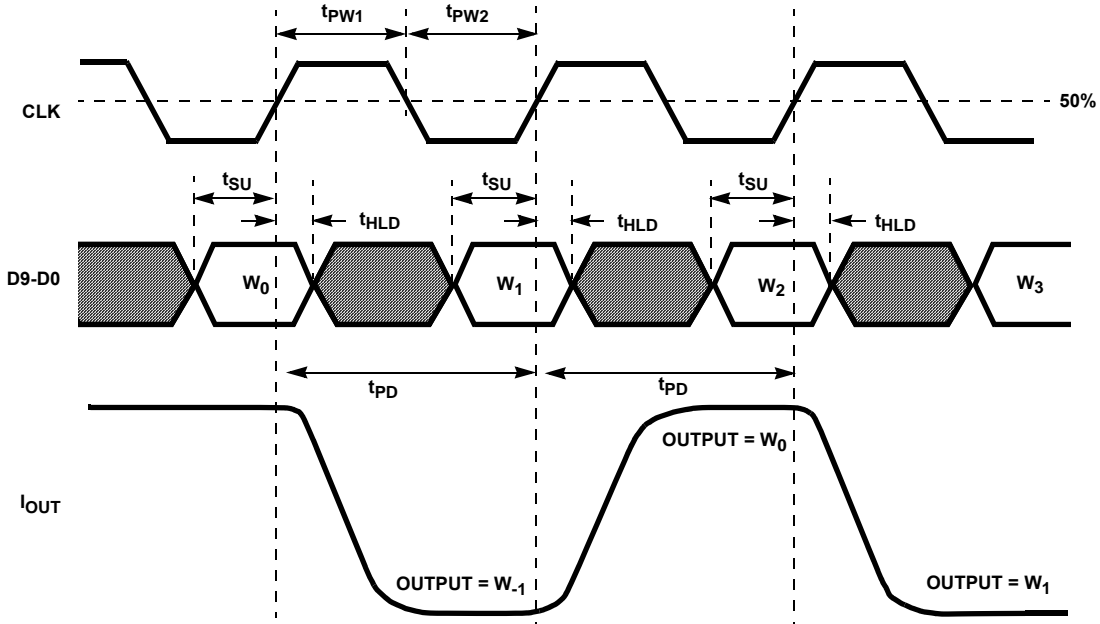 tPW1 tPW2
CLK
50%
tSU tSU tSU
tHLD tHLD tHLD
D9-D0
W0 W1 W2 W3
tPD tPD
OUTPUT = W0
IOUT
OUTPUT = W-1 OUTPUT = W1